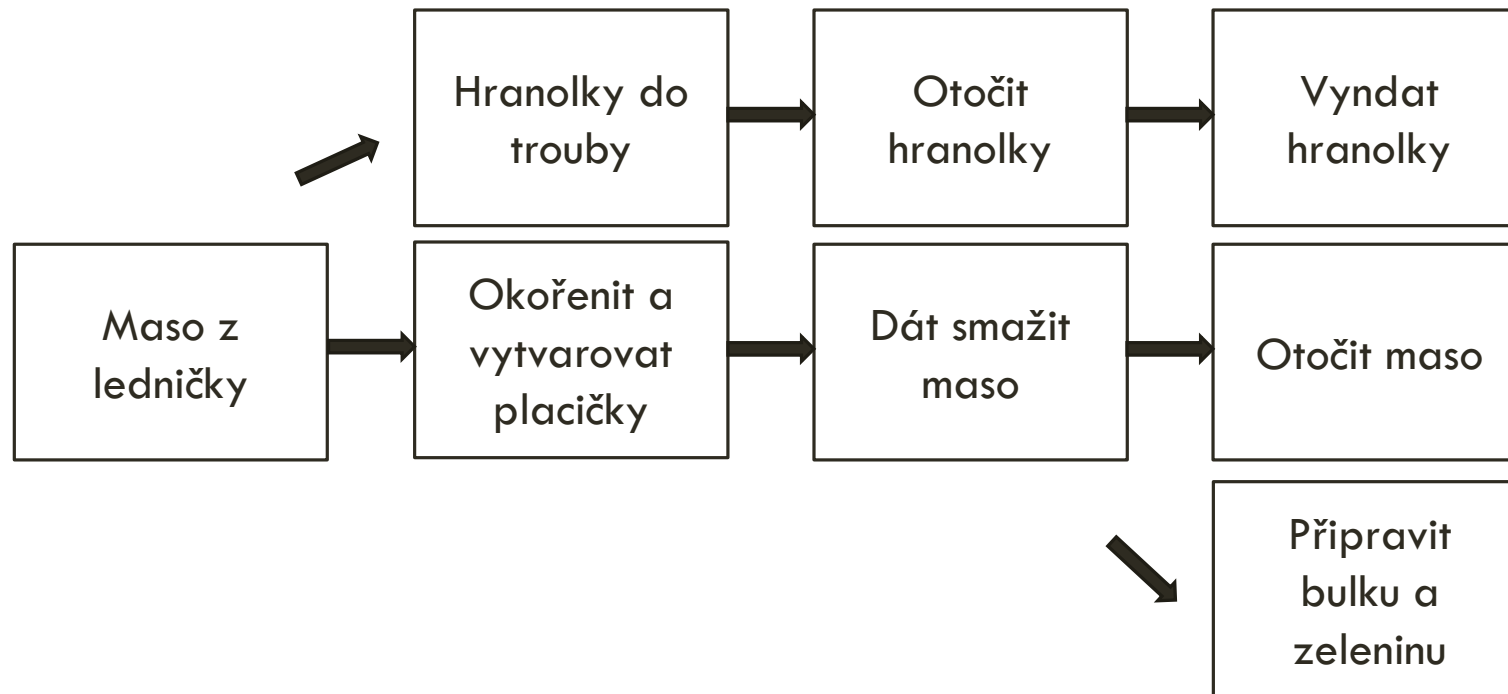 Hranolky do
trouby
Otočit
hranolky
Vyndat
hranolky
Maso z
ledničky
Okořenit a
vytvarovat
placičky
Dát smažit
maso
Otočit maso
Připravit
bulku a
zeleninu